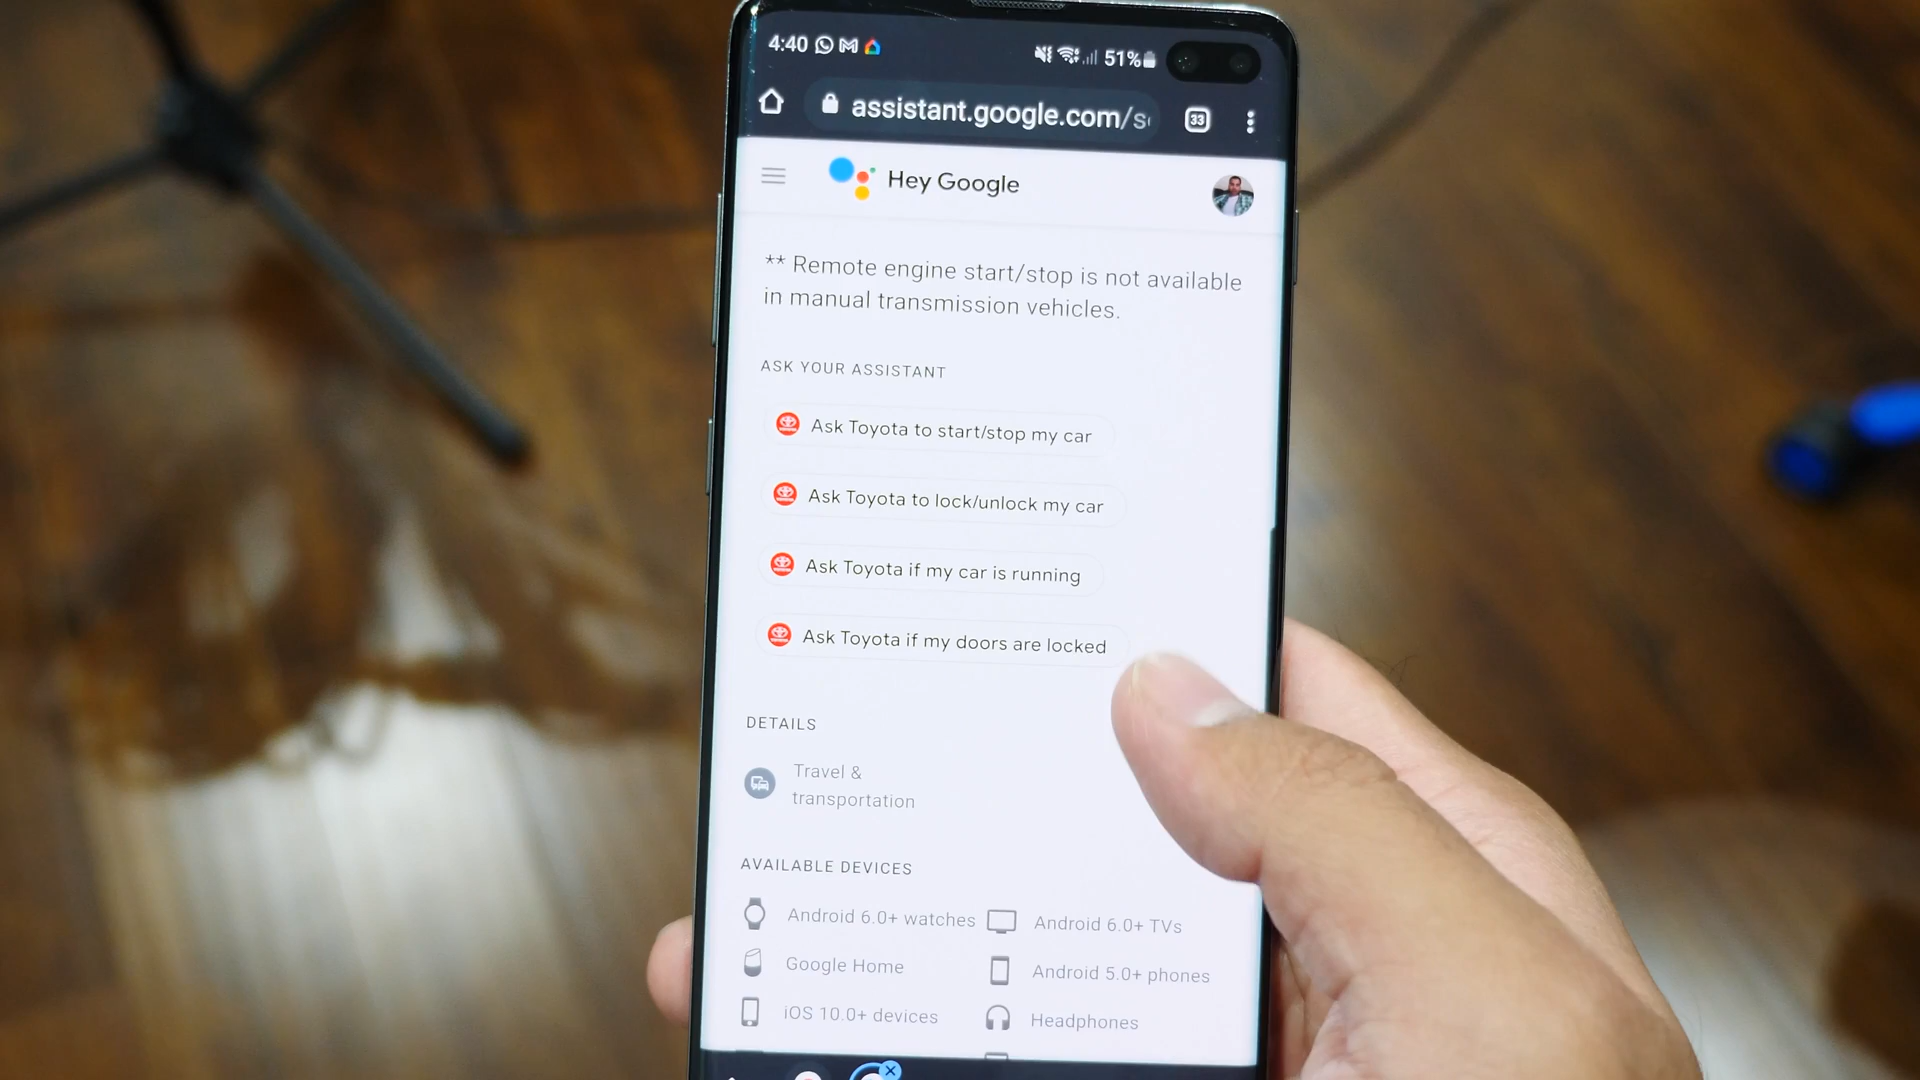 4:40 51%
assistant.google.com/s 33
Hey Google
** Remote engine start/stop is not available
in manual transmission vehicles.
ASK YOUR ASSISTANT
Ask Toyota to start/stop my car
Ask Toyota to lock/unlock my car
Ask Toyota if my car is running
Ask Toyota if my doors are locked
DETAILS
Travel &
transportation
AVAILABLE DEVICES
Android 6.0+ watches Android 6.0+ TVs
Google Home Android 5.0+ phones
iOS 10.0+ devices Headphones